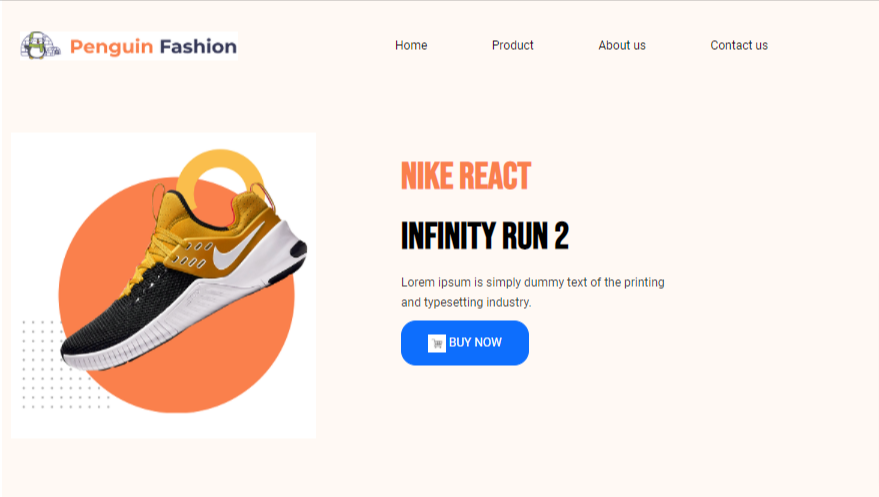 Penguin Fashion
Home Product About us Contact us
NIKE REACT
INFINITY RUN 2
Lorem ipsum is simply dummy text of the printing
and typesetting industry.
BUY NOW